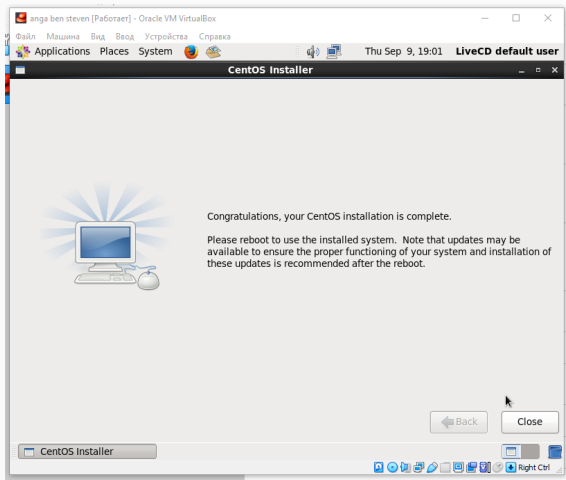 anga ben steven [Работает] - Oracle VM VirtualBox
Файл Машина Вид Ввод Устройства Справка
Applications Places System Thu Sep 9, 19:01 LiveCD default user
CentOS Installer
Congratulations, your CentOS installation is complete.
Please reboot to use the installed system. Note that updates may be
available to ensure the proper functioning of your system and installation of
these updates is recommended after the reboot.
Back Close
CentOS Installer
Right Ctrl